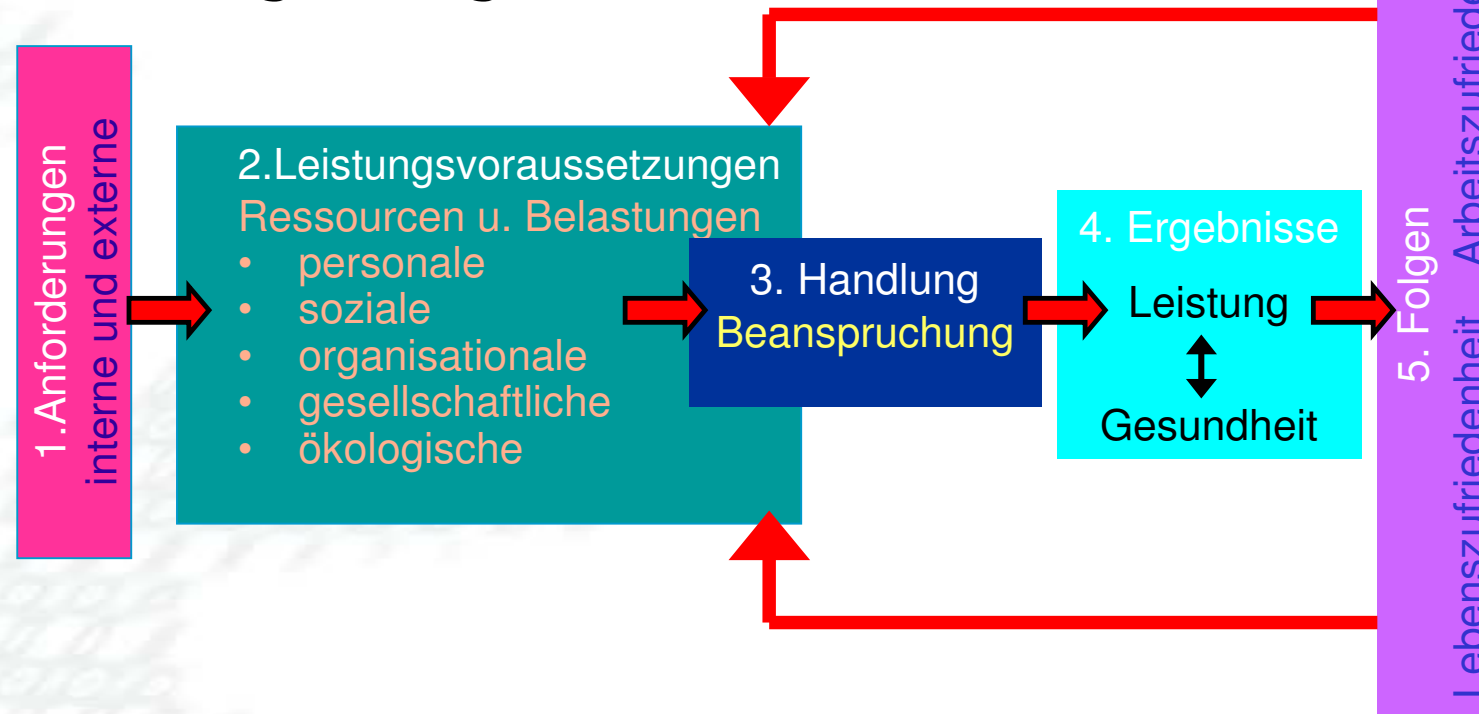 1.Anforderungen
interne und externe
2.Leistungsvoraussetzungen
Ressourcen u. Belastungen
• personale
• soziale
• organisationale
• gesellschaftliche
• ökologische
3. Handlung
Beanspruchung
4. Ergebnisse
Leistung
Gesundheit
5. Folgen